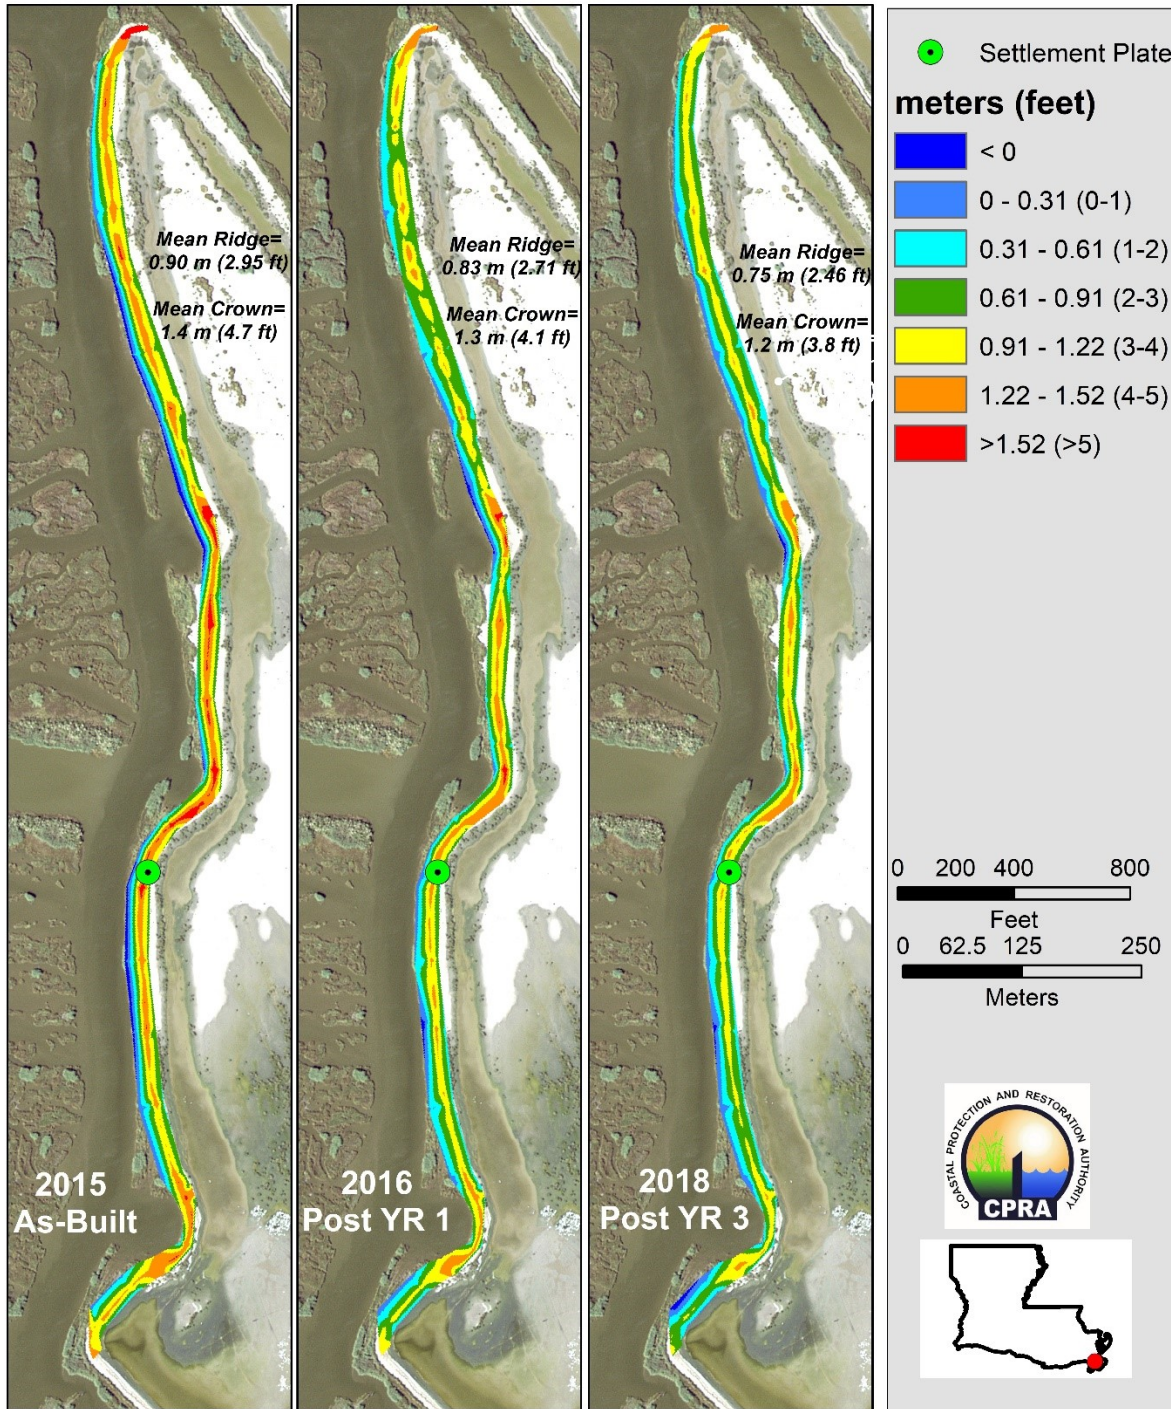 Mean Ridge=
0.90 m (2.95 ft)
Mean Crown=
1.4 m (4.7 ft)
2015
As-Built
Mean Ridge=
0.83 m (2.71 ft)
Mean Crown=
1.3 m (4.1 ft)
2016
Post YR 1
Mean Ridge=
0.75 m (2.46 ft)
Mean Crown=
1.2 m (3.8 ft)
2018
Post YR 3
Settlement Plate
meters (feet)
< 0
0 - 0.31 (0-1)
0.31 - 0.61 (1-2)
0.61 - 0.91 (2-3)
0.91 - 1.22 (3-4)
1.22 - 1.52 (4-5)
>1.52 (>5)
0 200 400 800
Feet
0 62.5 125 250
Meters
COASTAL PROTECTION AND RESTORATION AUTHORITY
CPRA